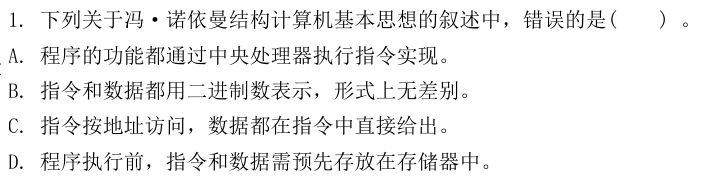 1. 下列关于冯·诺依曼结构计算机基本思想的叙述中，错误的是(    )。
A. 程序的功能都通过中央处理器执行指令实现。
B. 指令和数据都用二进制数表示，形式上无差别。
C. 指令按地址访问，数据都在指令中直接给出。
D. 程序执行前，指令和数据需预先存放在存储器中。